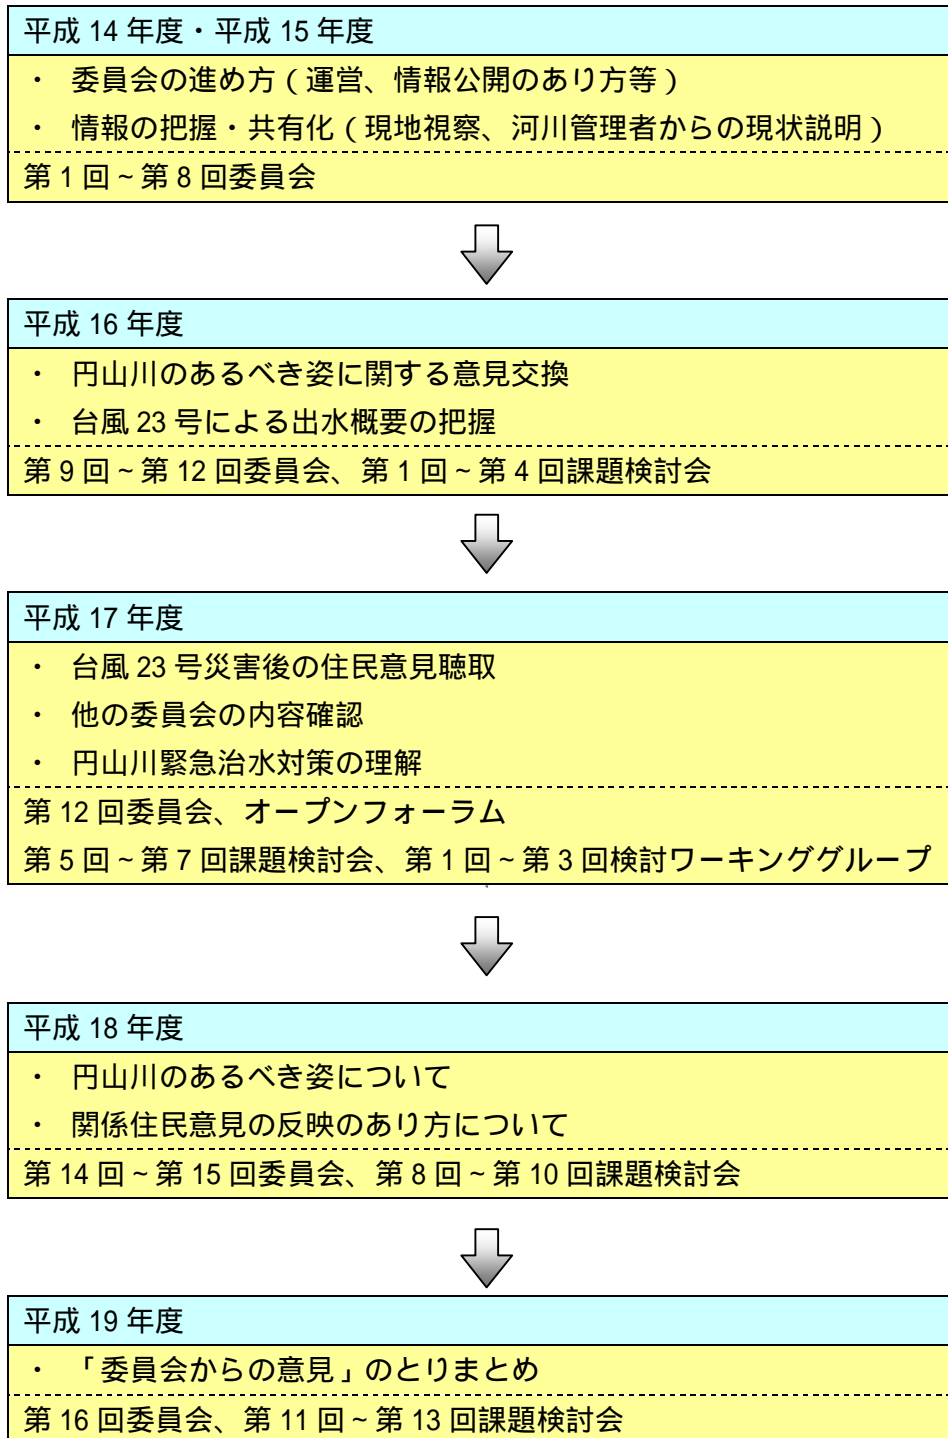 平成 14 年度・平成 15 年度
・ 委員会の進め方（運営、情報公開のあり方等）
・ 情報の把握・共有化（現地視察、河川管理者からの現状説明）
第 1 回～第 8 回委員会
平成 16 年度
・ 円山川のあるべき姿に関する意見交換
・ 台風 23 号による出水概要の把握
第 9 回～第 12 回委員会、第 1 回～第 4 回課題検討会
平成 17 年度
・ 台風 23 号災害後の住民意見聴取
・ 他の委員会の内容確認
・ 円山川緊急治水対策の理解
第 12 回委員会、オープンフォーラム
第 5 回～第 7 回課題検討会、第 1 回～第 3 回検討ワーキンググループ
平成 18 年度
・ 円山川のあるべき姿について
・ 関係住民意見の反映のあり方について
第 14 回～第 15 回委員会、第 8 回～第 10 回課題検討会
平成 19 年度
・ 「委員会からの意見」のとりまとめ
第 16 回委員会、第 11 回～第 13 回課題検討会